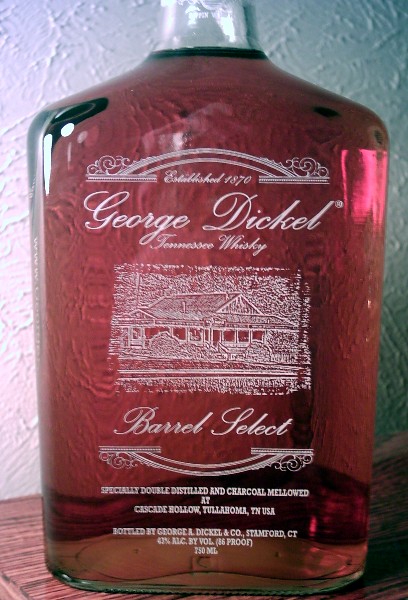 Established 1870
George Dickel®
Tennessee Whisky
Barrel Select
SPECIALLY DOUBLE DISTILLED AND CHARCOAL MELLOWED
AT
CASCADE HOLLOW, TULLAHOMA, TN USA
BOTTLED BY GEORGE A. DICKEL & CO., STAMFORD, CT
43% ALC. BY VOL. (86 PROOF)
750 ML